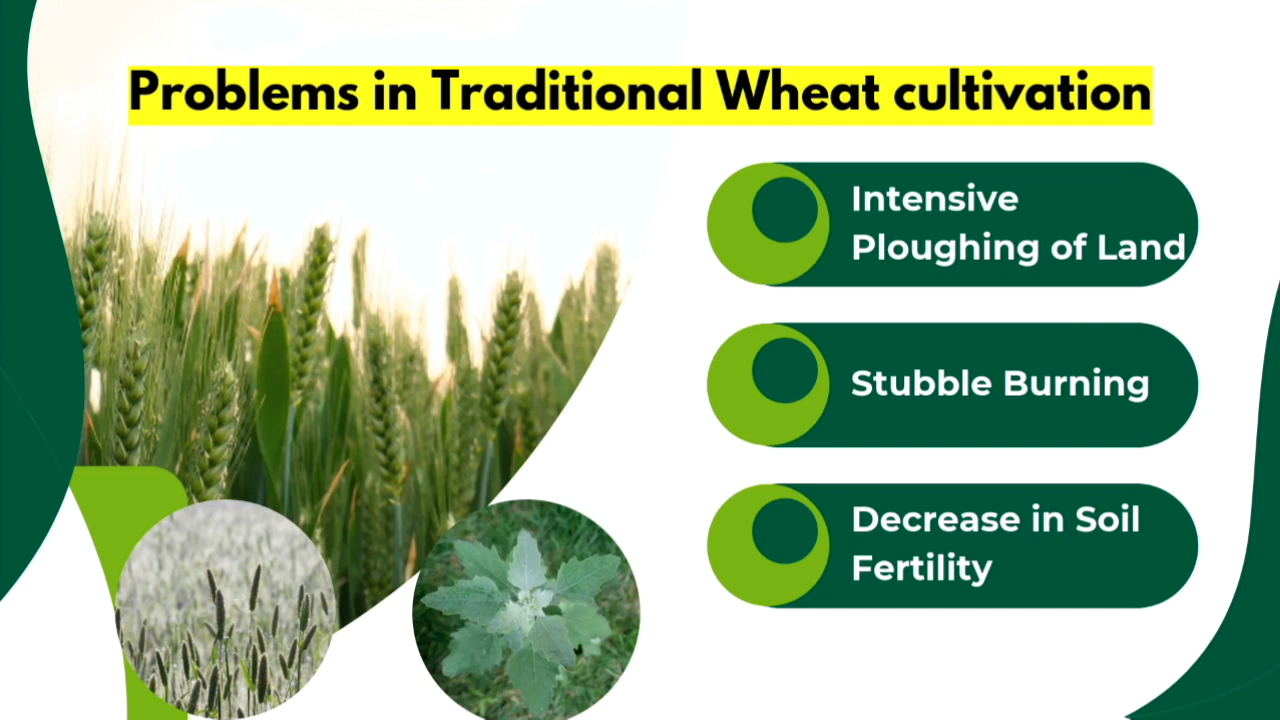 Problems in Traditional Wheat cultivation
Intensive
Ploughing of Land
Stubble Burning
Decrease in Soil
Fertility